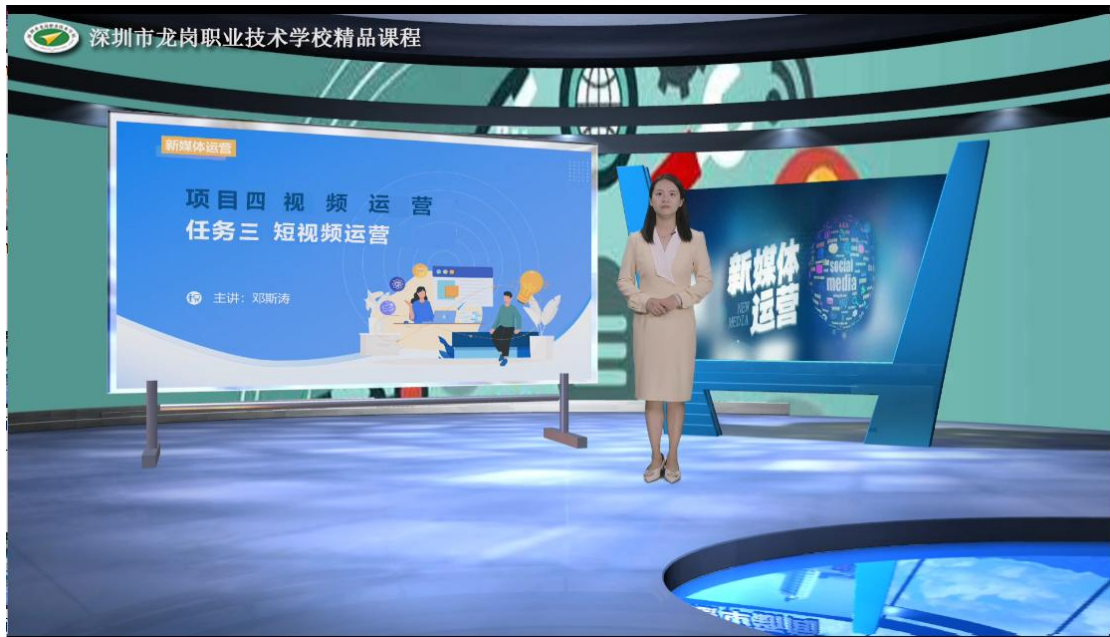 深圳市龙岗职业技术学校精品课程
新媒体运营
项目四 视 频 运 营
任务三 短视频运营
主讲：邓斯涛
新媒体
运营
NEW
MEDIA
social
media